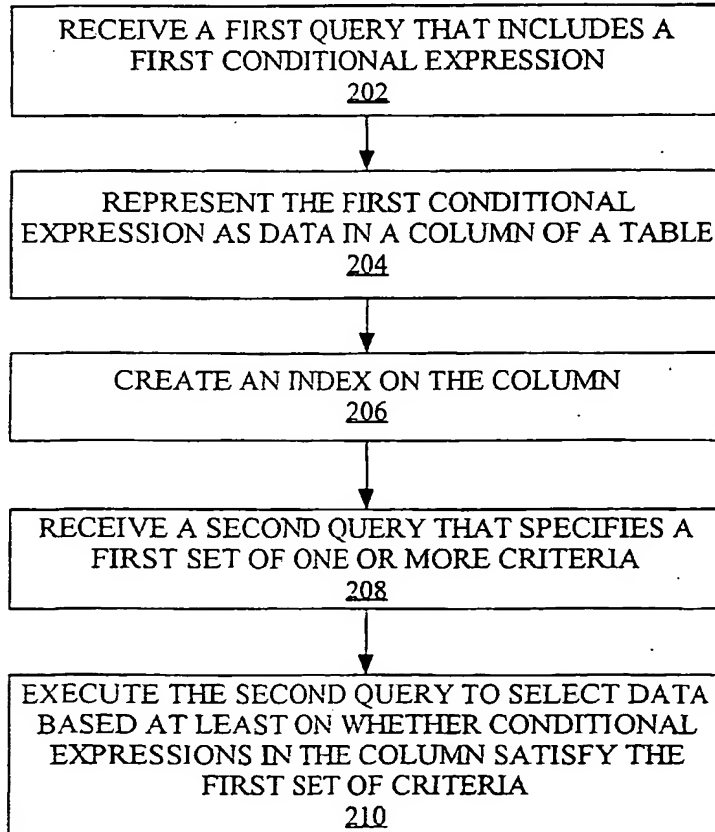 RECEIVE A FIRST QUERY THAT INCLUDES A
FIRST CONDITIONAL EXPRESSION
202
REPRESENT THE FIRST CONDITIONAL
EXPRESSION AS DATA IN A COLUMN OF A TABLE
204
CREATE AN INDEX ON THE COLUMN
206
RECEIVE A SECOND QUERY THAT SPECIFIES A
FIRST SET OF ONE OR MORE CRITERIA
208
EXECUTE THE SECOND QUERY TO SELECT DATA
BASED AT LEAST ON WHETHER CONDITIONAL
EXPRESSIONS IN THE COLUMN SATISFY THE
FIRST SET OF CRITERIA
210